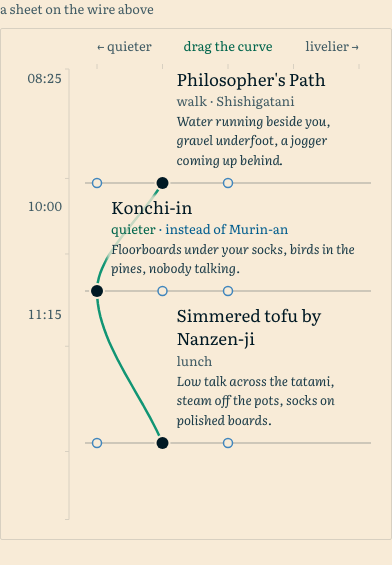 a sheet on the wire above
← quieter drag the curve livelier →
08:25
Philosopher's Path
walk · Shishigatani
Water running beside you,
gravel underfoot, a jogger
coming up behind.
10:00
Konchi-in
quieter · instead of Murin-an
Floorboards under your socks, birds in the
pines, nobody talking.
11:15
Simmered tofu by
Nanzen-ji
lunch
Low talk across the tatami,
steam off the pots, socks on
polished boards.